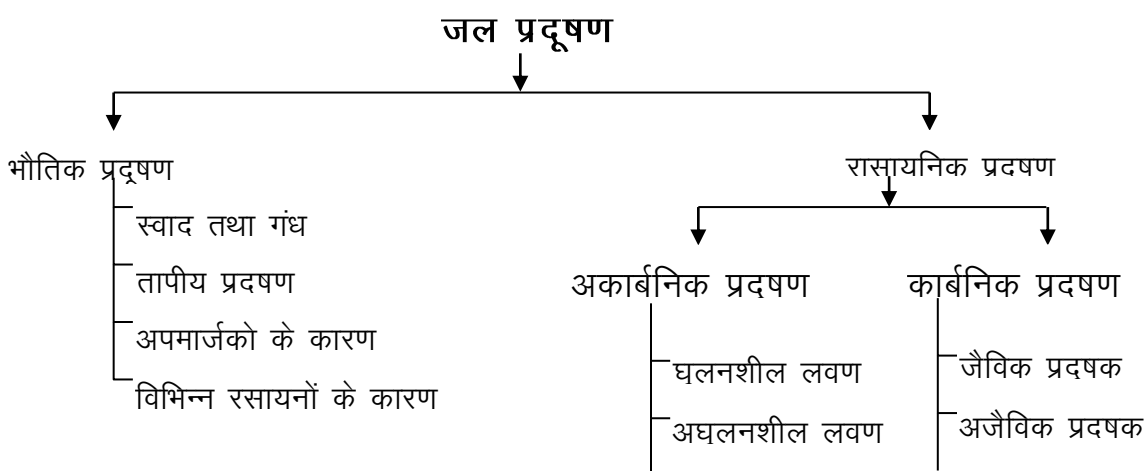 जल प्रदूषण
भौतिक प्रदूषण
स्वाद तथा गंध
तापीय प्रदषण
अपमार्जको के कारण
विभिन्न रसायनों के कारण
रासायनिक प्रदषण
अकार्बनिक प्रदषण
घलनशील लवण
अघलनशील लवण
कार्बनिक प्रदषण
जैविक प्रदषक
अजैविक प्रदषक